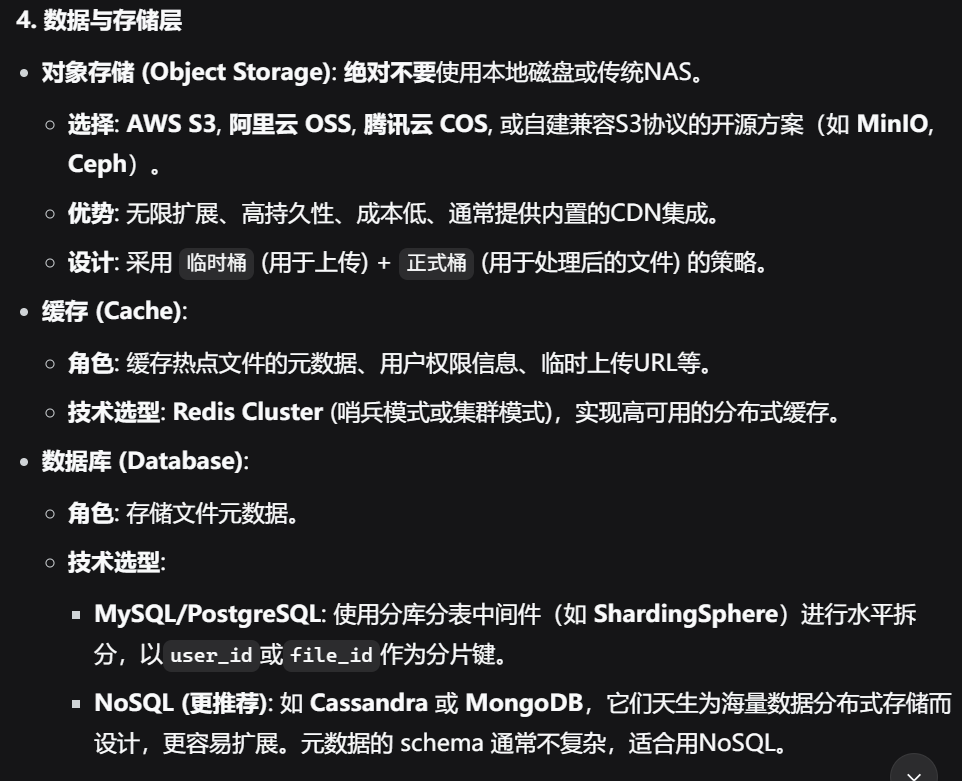 4. 数据与存储层
对象存储 (Object Storage): 绝对不要使用本地磁盘或传统NAS。
选择: AWS S3, 阿里云 OSS, 腾讯云 COS, 或自建兼容S3协议的开源方案（如 MinIO,
Ceph）。
优势: 无限扩展、高持久性、成本低、通常提供内置的CDN集成。
设计: 采用 临时桶 (用于上传) + 正式桶 (用于处理后的文件) 的策略。
缓存 (Cache):
角色: 缓存热点文件的元数据、用户权限信息、临时上传URL等。
技术选型: Redis Cluster (哨兵模式或集群模式)，实现高可用的分布式缓存。
数据库 (Database):
角色: 存储文件元数据。
技术选型:
MySQL/PostgreSQL: 使用分库分表中间件（如 ShardingSphere）进行水平拆
分，以 user_id 或 file_id 作为分片键。
NoSQL (更推荐): 如 Cassandra 或 MongoDB，它们天生为海量数据分布式存储而
设计，更容易扩展。元数据的 schema 通常不复杂，适合用NoSQL。